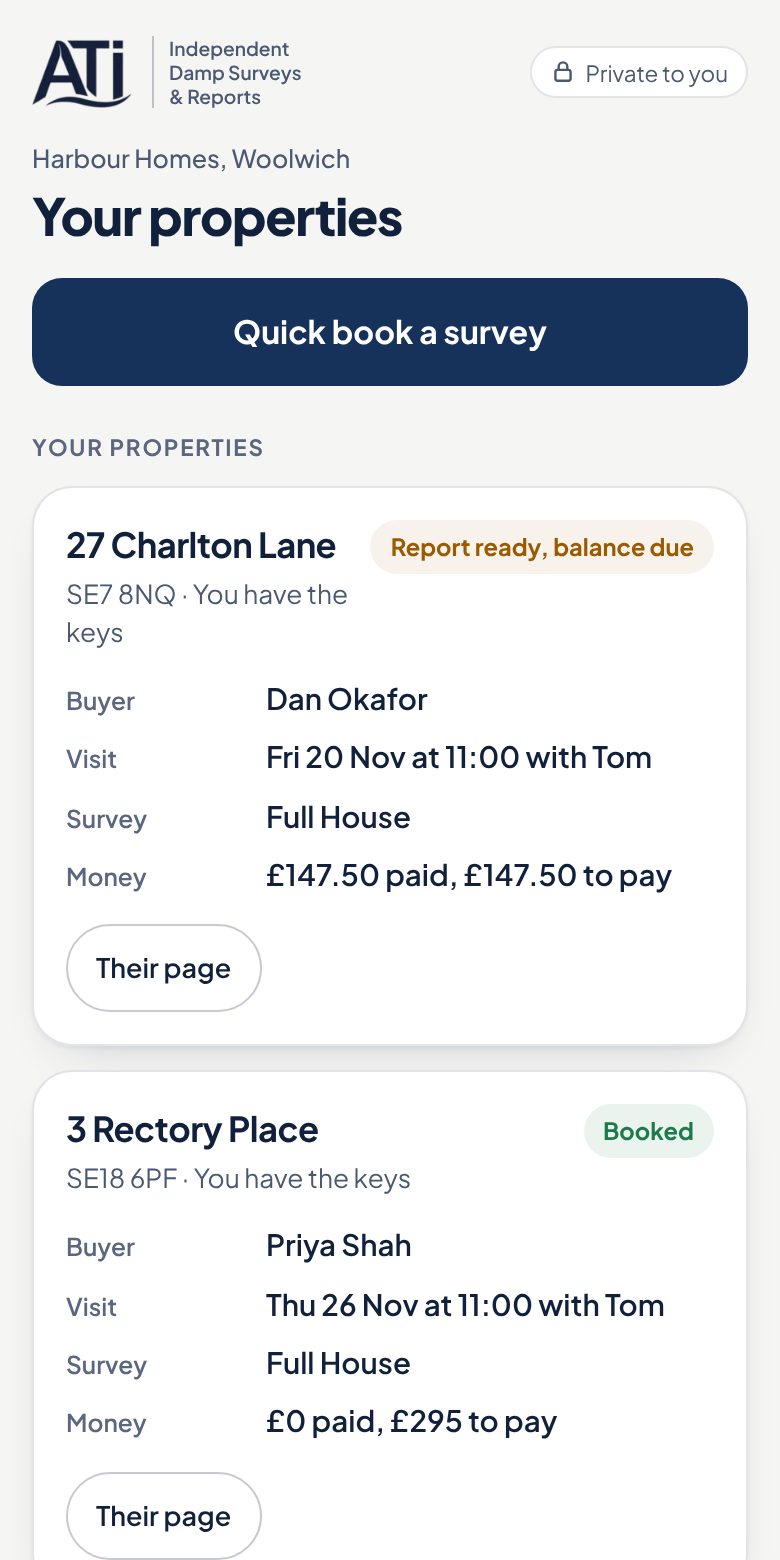 ATi
Independent
Damp Surveys
& Reports
Private to you
Harbour Homes, Woolwich
Your properties
Quick book a survey
YOUR PROPERTIES
27 Charlton Lane
Report ready, balance due
SE7 8NQ · You have the
keys
Buyer
Dan Okafor
Visit
Fri 20 Nov at 11:00 with Tom
Survey
Full House
Money
£147.50 paid, £147.50 to pay
Their page
3 Rectory Place
Booked
SE18 6PF · You have the keys
Buyer
Priya Shah
Visit
Thu 26 Nov at 11:00 with Tom
Survey
Full House
Money
£0 paid, £295 to pay
Their page